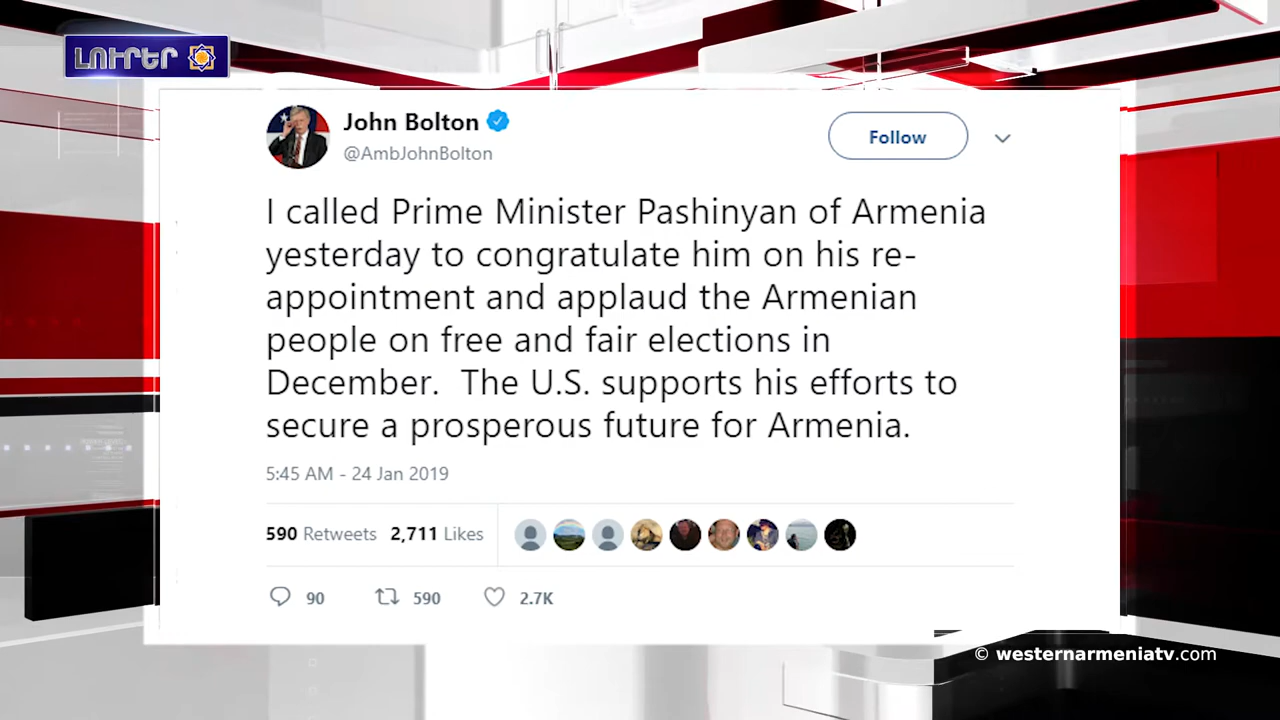 ԼՈՒՐԵՐ
John Bolton
@AmbJohnBolton
Follow
I called Prime Minister Pashinyan of Armenia
yesterday to congratulate him on his re-
appointment and applaud the Armenian
people on free and fair elections in
December.  The U.S. supports his efforts to
secure a prosperous future for Armenia.
5:45 AM - 24 Jan 2019
590 Retweets 2,711 Likes
90 590 2.7K
© westernarmeniatv.com